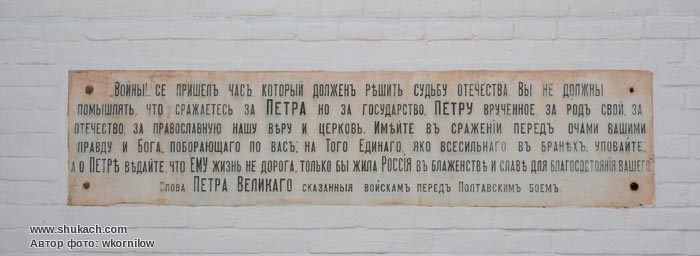 „Войны! се пришелъ часъ, который долженъ рѣшить судьбу отечества. Вы не должны
помышлять, что сражаетесь за Петра но за государство, Петру врученное, за родъ свой, за
отечество, за православную нашу вѣру и церковь. Имѣйте въ сраженіи передъ очами вашими
правду и Бога, поборающаго по васъ; на Того Единаго, яко всесильнаго въ бранѣхъ, уповайте;
а о Петрѣ вѣдайте, что ЕМУ жизнь не дорога, только бы жила Россія въ блаженствѣ и славѣ для благосостоянія вашего.
Слова Петра Великаго сказанныя войскамъ передъ Полтавскимъ боемъ.
www.shukach.com
Автор фото: wkornilow